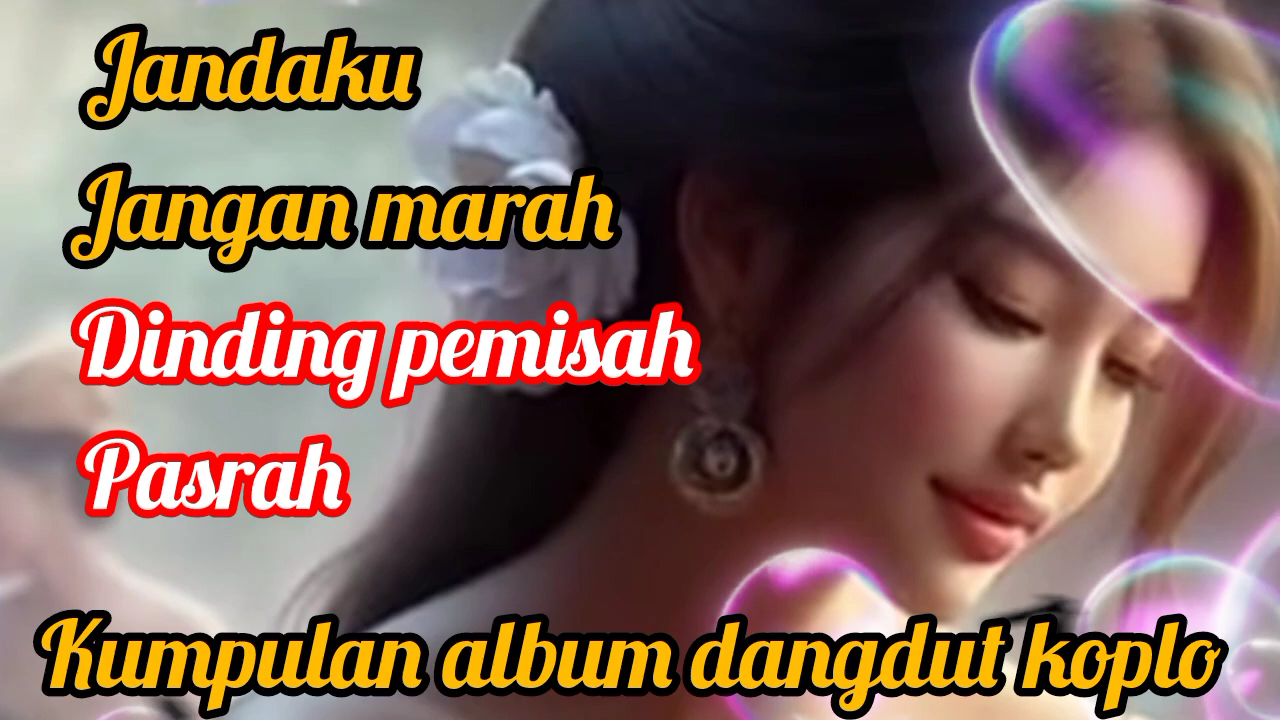 Jandaku
Jangan marah
Dinding pemisah
Pasrah
Kumpulan album dangdut koplo